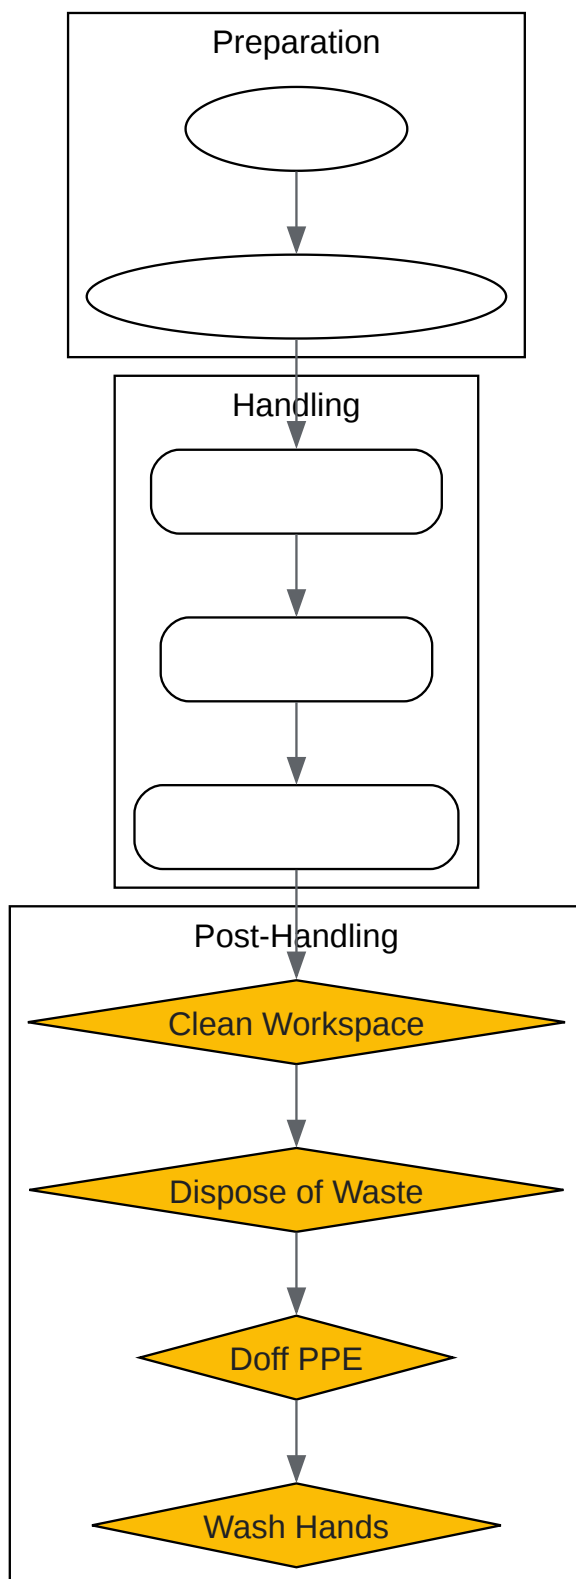 Preparation
Handling
Post-Handling
Clean Workspace
Dispose of Waste
Doff PPE
Wash Hands